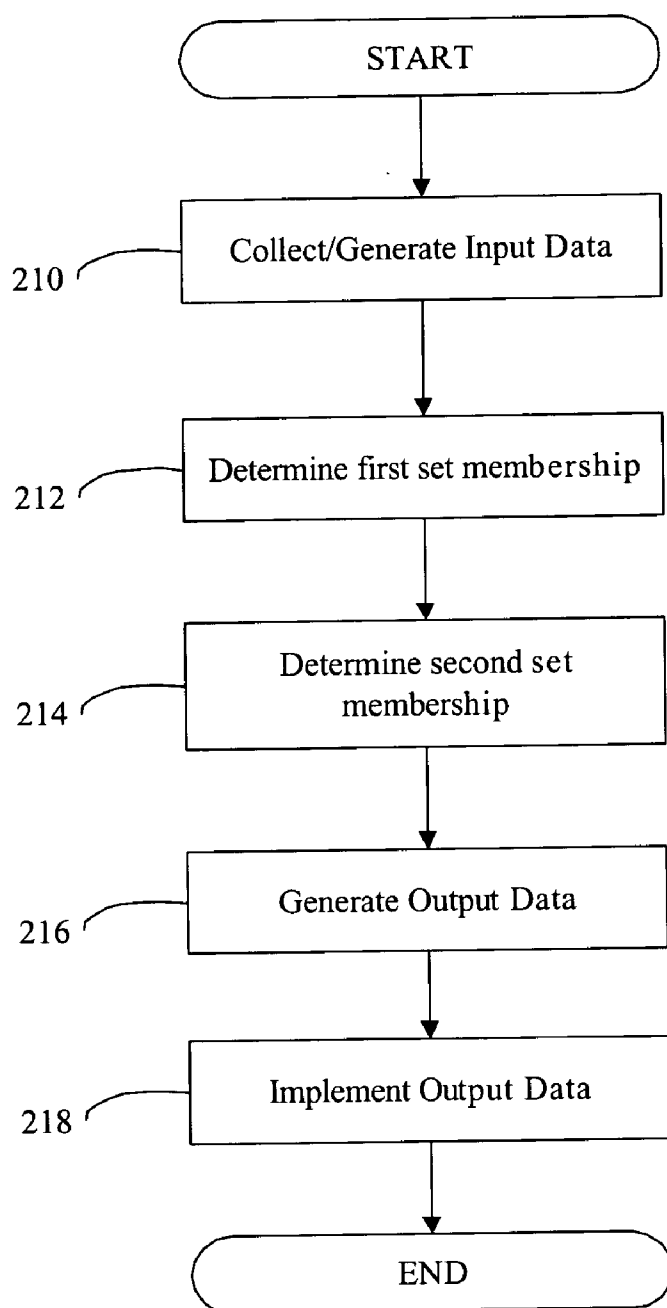 START
210
Collect/Generate Input Data
212
Determine first set membership
214
Determine second set
membership
216
Generate Output Data
218
Implement Output Data
END